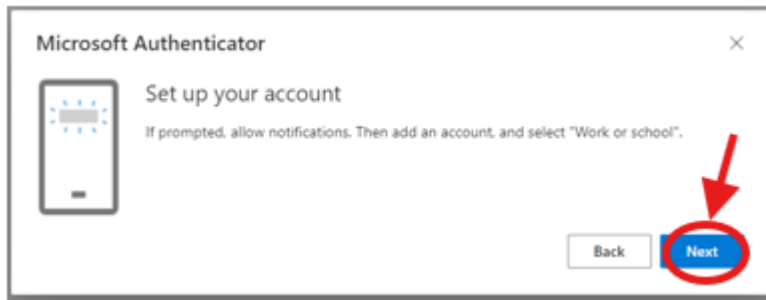 Microsoft Authenticator
Set up your account
If prompted, allow notifications. Then add an account, and select "Work or school".
Back
Next